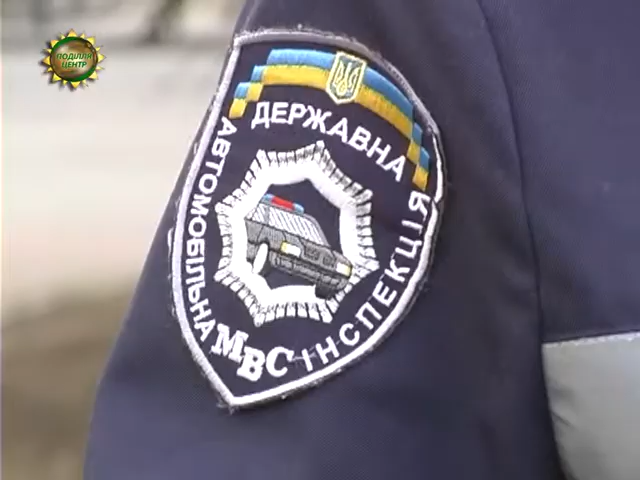 ПОДІЛЛЯ
ЦЕНТР
ДЕРЖАВНА
АВТОМОБІЛЬНА
ІНСПЕКЦІЯ
МВС